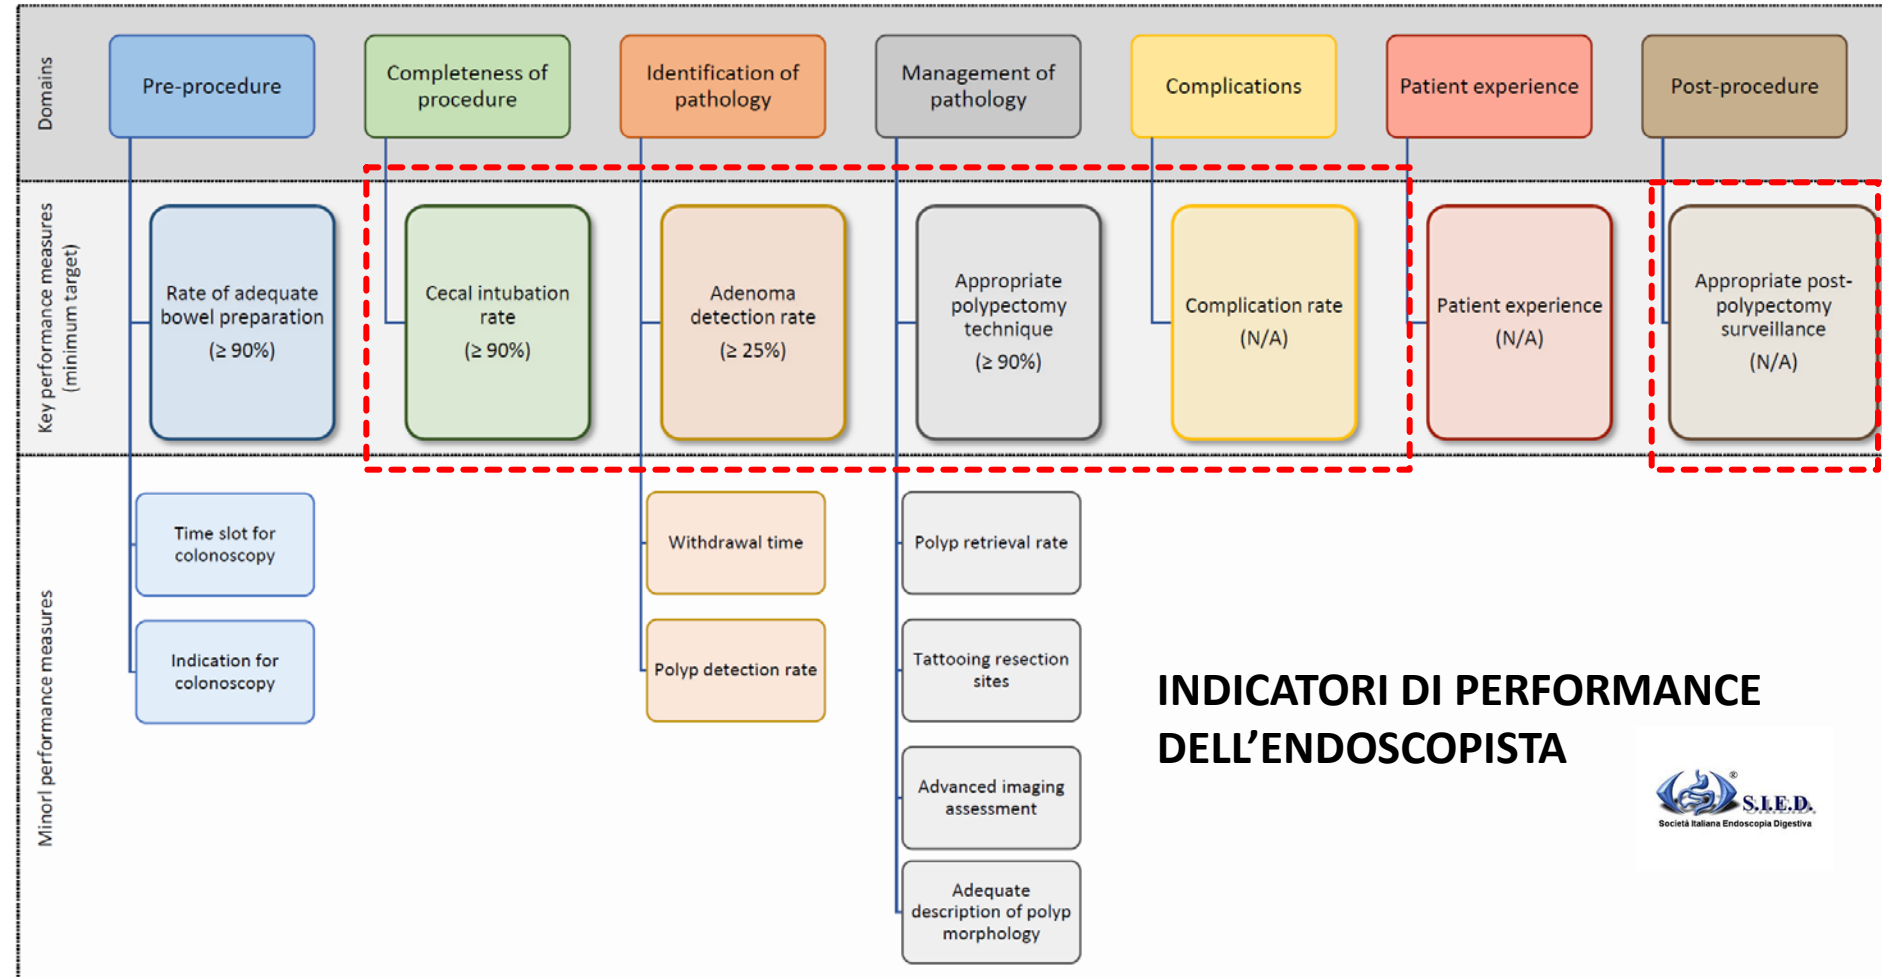 Domains
Pre-procedure
Completeness of
procedure
Identification of
pathology
Management of
pathology
Complications
Patient experience
Post-procedure
Key performance measures
(minimum target)
Rate of adequate
bowel preparation
(≥ 90%)
Cecal intubation
rate
(≥ 90%)
Adenoma
detection rate
(≥ 25%)
Appropriate
polypectomy
technique
(≥ 90%)
Complication rate
(N/A)
Patient experience
(N/A)
Appropriate post-
polypectomy
surveillance
(N/A)
Minorl performance measures
Time slot for
colonoscopy
Indication for
colonoscopy
Withdrawal time
Polyp detection rate
Polyp retrieval rate
Tattooing resection
sites
Advanced imaging
assessment
Adequate
description of polyp
morphology
INDICATORI DI PERFORMANCE
DELL’ENDOSCOPISTA
®
S.I.E.D.
Società Italiana Endoscopia Digestiva